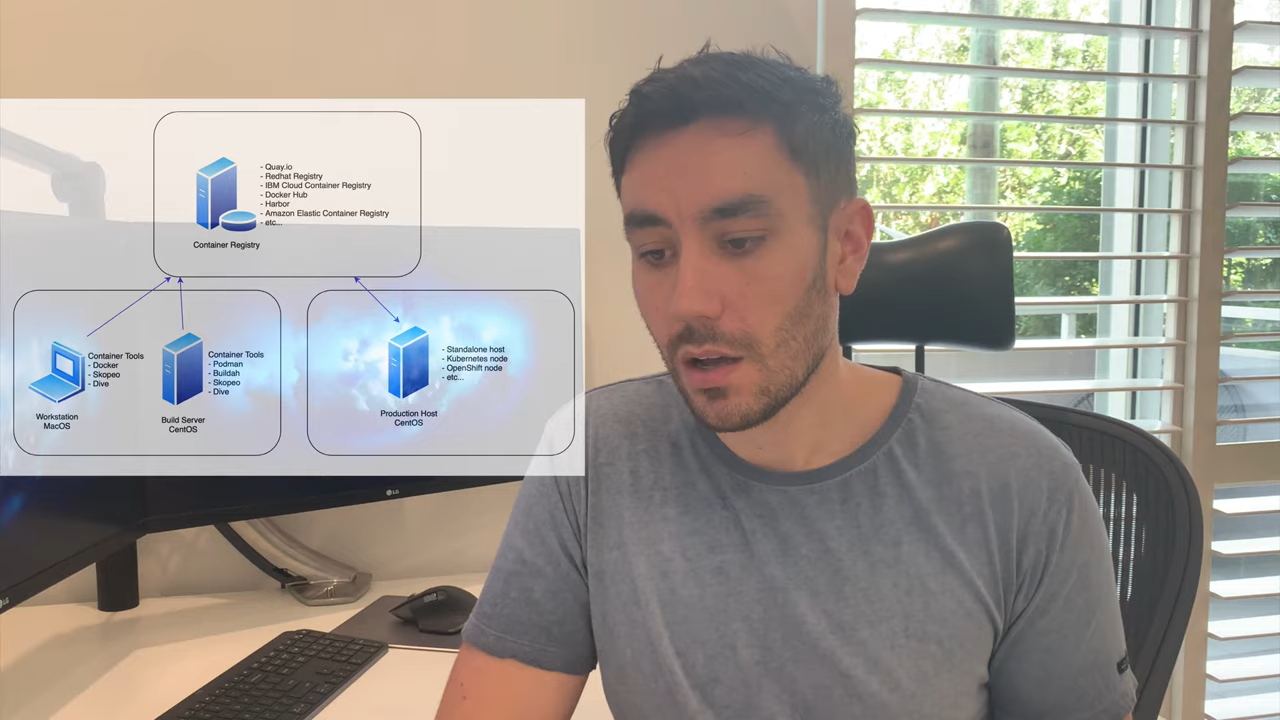 - Quay.io
- Redhat Registry
- IBM Cloud Container Registry
- Docker Hub
- Harbor
- Amazon Elastic Container Registry
- etc...
Container Registry
Container Tools
- Docker
- Skopeo
- Dive
Workstation
MacOS
Container Tools
- Podman
- Buildah
- Skopeo
- Dive
Build Server
CentOS
- Standalone host
- Kubernetes node
- OpenShift node
- etc...
Production Host
CentOS
LG
LG